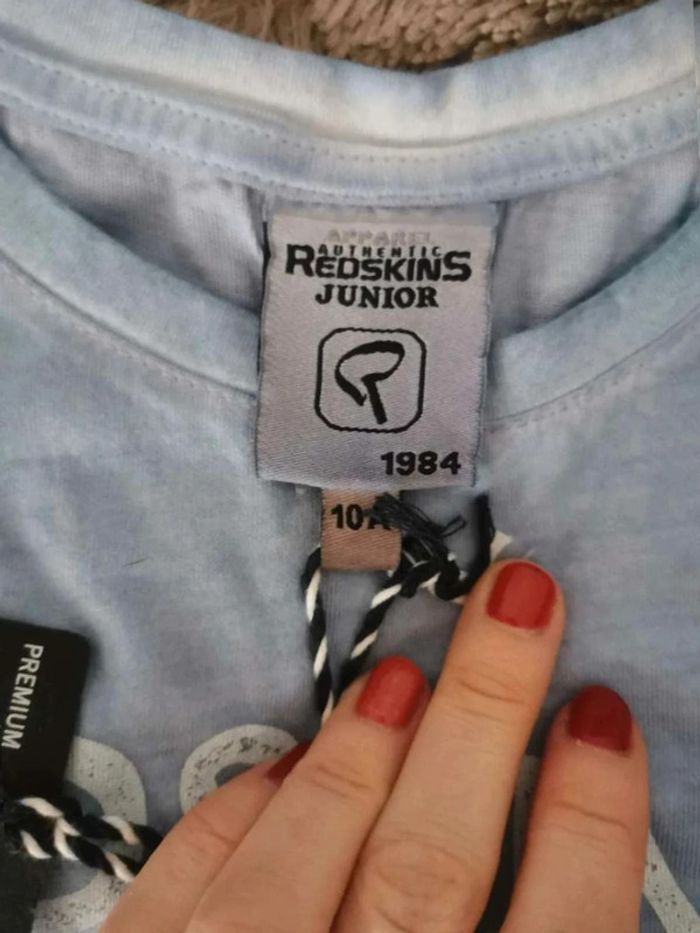 APPAREL
AUTHENTIC
REDSKINS
JUNIOR
1984
10A
PREMIUM